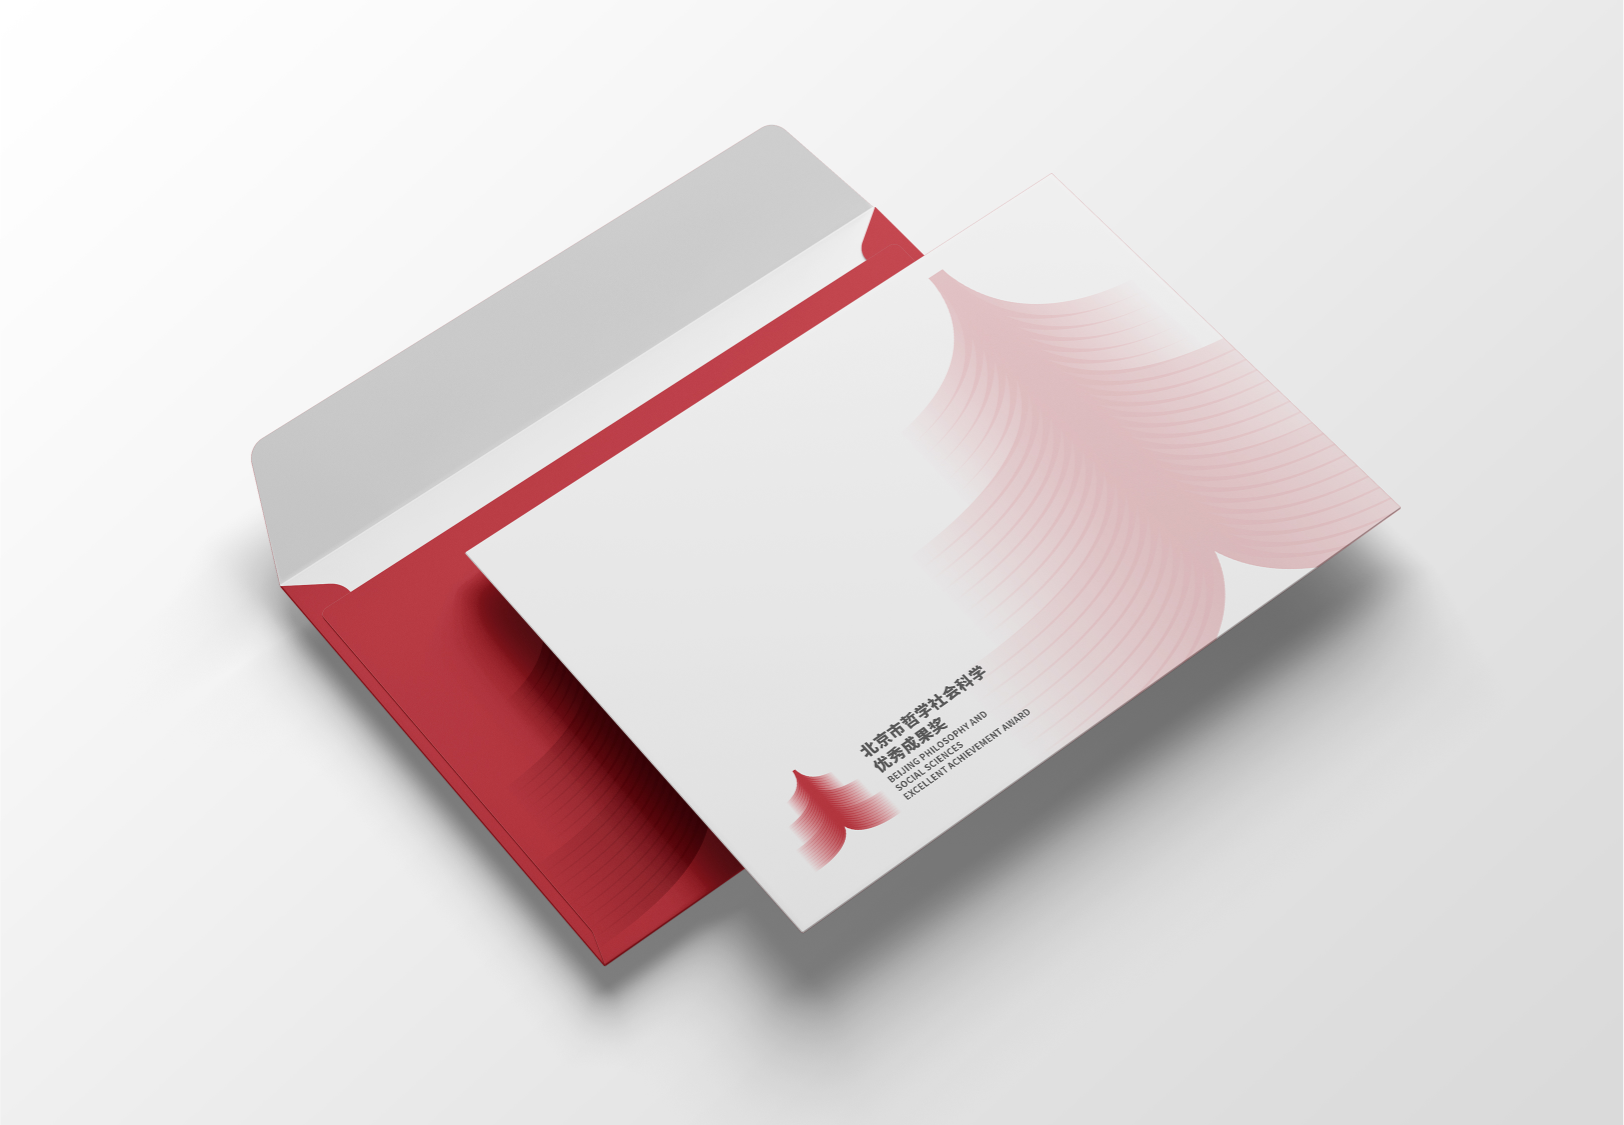 北京市哲学社会科学
优秀成果奖
BEIJING PHILOSOPHY AND
SOCIAL SCIENCES
EXCELLENT ACHIEVEMENT AWARD